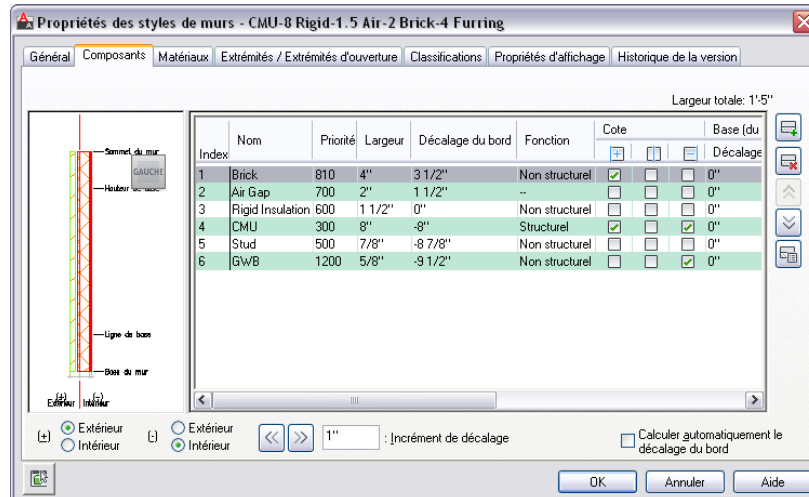 Propriétés des styles de murs - CMU-8 Rigid-1.5 Air-2 Brick-4 Furring
Général Composants Matériaux Extrémités / Extrémités d'ouverture Classifications Propriétés d'affichage Historique de la version
Largeur totale: 1'-5"
Index Nom Priorité Largeur Décalage du bord Fonction Cote Base (du
Décalage
1 Brick 810 4" 3 1/2" Non structurel 0"
2 Air Gap 700 2" 1 1/2" -- 0"
3 Rigid Insulation 600 1 1/2" 0" Non structurel 0"
4 CMU 300 8" -8" Structurel 0"
5 Stud 500 7/8" -8 7/8" Non structurel 0"
6 GWB 1200 5/8" -9 1/2" Non structurel 0"
Sommet du mur
GAUCHE
Hauteur de
Ligne de base
Base du mur
(+) (-)
Extérieur Intérieur
(+) Extérieur
Intérieur
(-) Extérieur
Intérieur
1" : Incrément de décalage
Calculer automatiquement le
décalage du bord
OK Annuler Aide